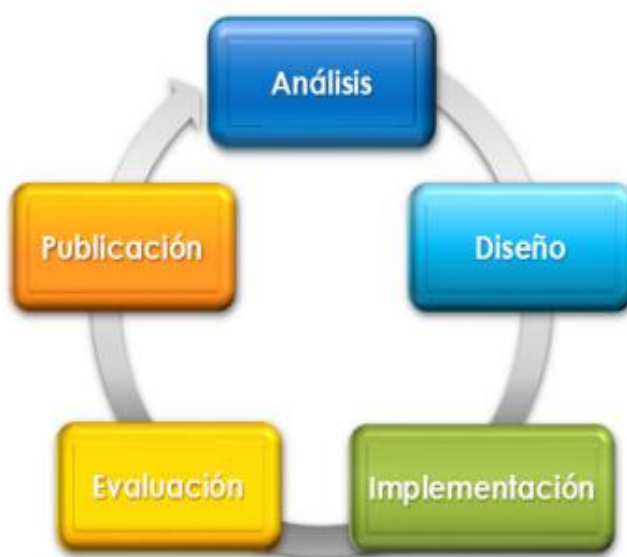 Análisis
Diseño
Implementación
Evaluación
Publicación